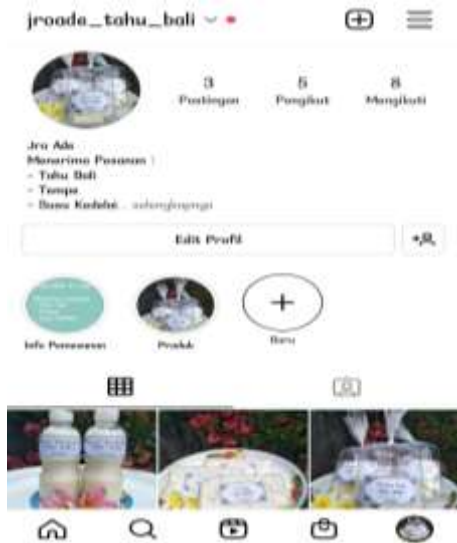 jroade_tahu_bali
3 5 8
Postingan Pengikut Mengikuti
Jro Ade
Menerima Pesanan :
- Tahu Bali
- Tempe
- Susu Kedelai... selengkapnya
Edit Profil
Info Pemesanan Produk Baru